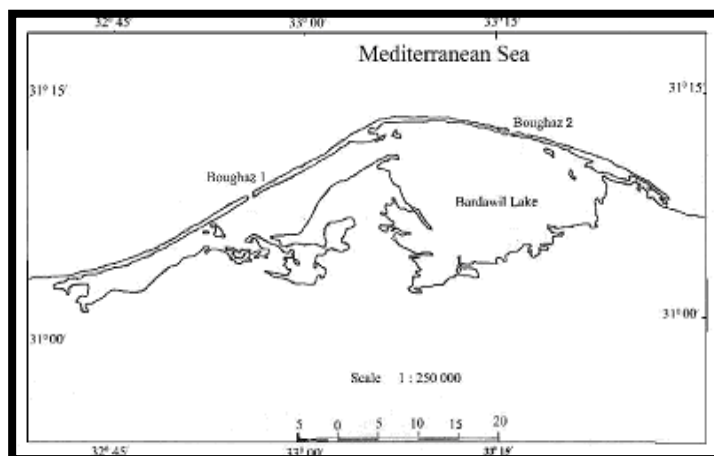 32° 45′ 33° 00′ 33° 15′
Mediterranean Sea
31° 15′ 31° 15′
Boughaz 2
Boughaz 1
Bardawil Lake
31° 00′ 31° 00′
Scale 1 : 250 000
5 0 5 10 15 20
32° 45′ 33° 00′ 33° 15′